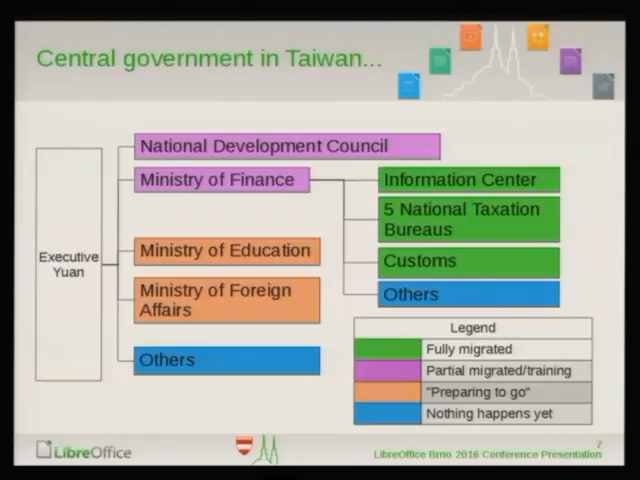 Central government in Taiwan...
National Development Council
Ministry of Finance
Information Center
5 National Taxation
Bureaus
Customs
Others
Executive
Yuan
Ministry of Education
Ministry of Foreign
Affairs
Others
Legend
Fully migrated
Partial migrated/training
"Preparing to go"
Nothing happens yet
LibreOffice
7
LibreOffice Brno 2016 Conference Presentation